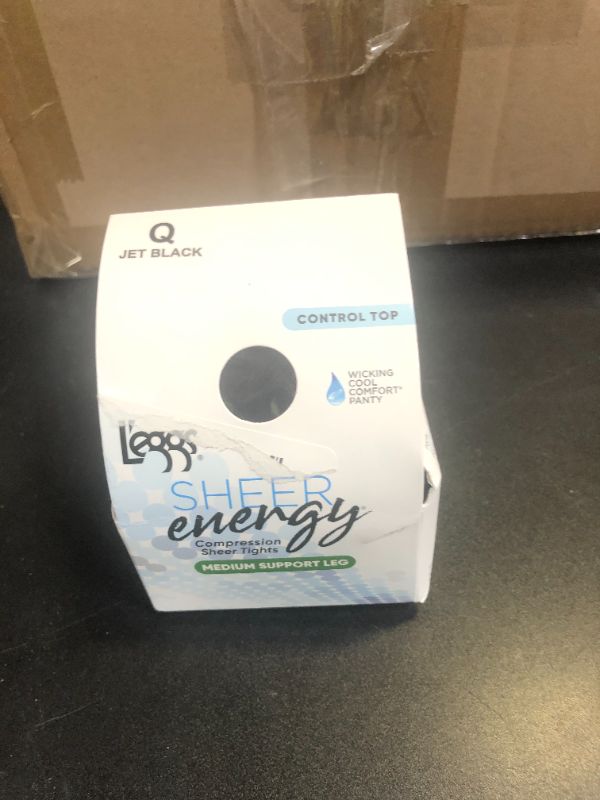 Q
JET BLACK
CONTROL TOP
WICKING
COOL
COMFORT®
PANTY
L'eggs®
SHEER
energy®
Compression
Sheer Tights
MEDIUM SUPPORT LEG